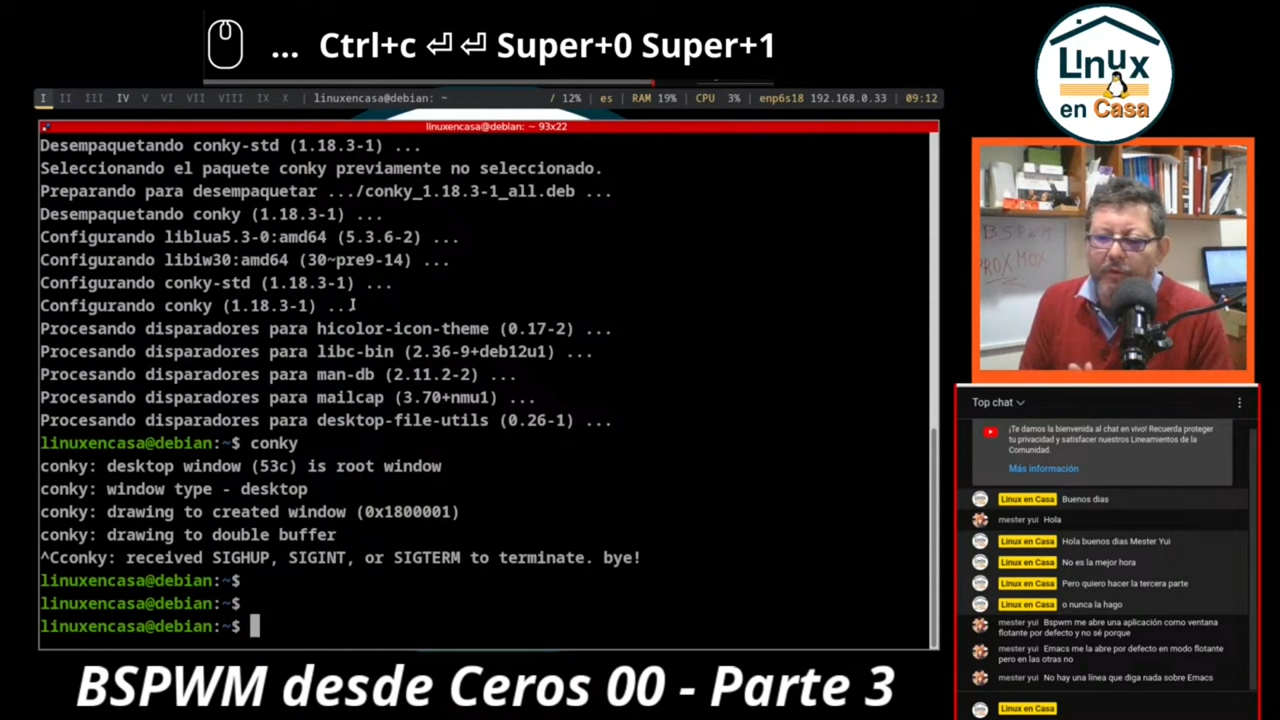 ... Ctrl+c ⏎ ⏎ Super+0 Super+1
I II III IV V VI VII VIII IX X | linuxencasa@debian: ~ / 12% | es | RAM 19% | CPU 3% | enp6s18 192.168.0.33 | 09:12
linuxencasa@debian: ~ 93x22
Desempaquetando conky-std (1.18.3-1) ...
Seleccionando el paquete conky previamente no seleccionado.
Preparando para desempaquetar .../conky_1.18.3-1_all.deb ...
Desempaquetando conky (1.18.3-1) ...
Configurando liblua5.3-0:amd64 (5.3.6-2) ...
Configurando libiw30:amd64 (30~pre9-14) ...
Configurando conky-std (1.18.3-1) ...
Configurando conky (1.18.3-1) ...
Procesando disparadores para hicolor-icon-theme (0.17-2) ...
Procesando disparadores para libc-bin (2.36-9+deb12u1) ...
Procesando disparadores para man-db (2.11.2-2) ...
Procesando disparadores para mailcap (3.70+nmu1) ...
Procesando disparadores para desktop-file-utils (0.26-1) ...
linuxencasa@debian:~$ conky
conky: desktop window (53c) is root window
conky: window type - desktop
conky: drawing to created window (0x1800001)
conky: drawing to double buffer
^Cconky: received SIGHUP, SIGINT, or SIGTERM to terminate. bye!
linuxencasa@debian:~$
linuxencasa@debian:~$
linuxencasa@debian:~$
BSPWM desde Ceros 00 - Parte 3
Linux
en Casa
BSPWM
PROXMOX
Top chat
¡Te damos la bienvenida al chat en vivo! Recuerda proteger
tu privacidad y satisfacer nuestros Lineamientos de la
Comunidad.
Más información
Linux en Casa Buenos dias
mester yui Hola
Linux en Casa Hola buenos dias Mester Yui
Linux en Casa No es la mejor hora
Linux en Casa Pero quiero hacer la tercera parte
Linux en Casa o nunca la hago
mester yui Bspwm me abre una aplicación como ventana
flotante por defecto y no sé porque
mester yui Emacs me la abre por defecto en modo flotante
pero en las otras no
mester yui No hay una línea que diga nada sobre Emacs
Linux en Casa